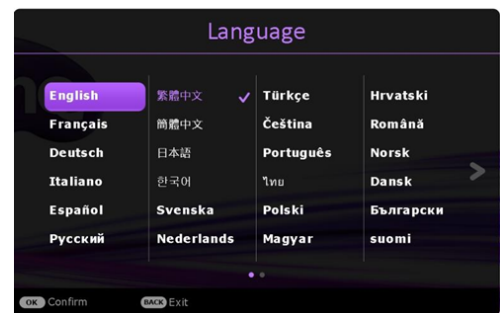 Language
English
Français
Deutsch
Italiano
Español
Русский
繁體中文
簡體中文
日本語
한국어
Svenska
Nederlands
Türkçe
Čeština
Português
ไทย
Polski
Magyar
Hrvatski
Română
Norsk
Dansk
Български
suomi
OK Confirm
BACK Exit